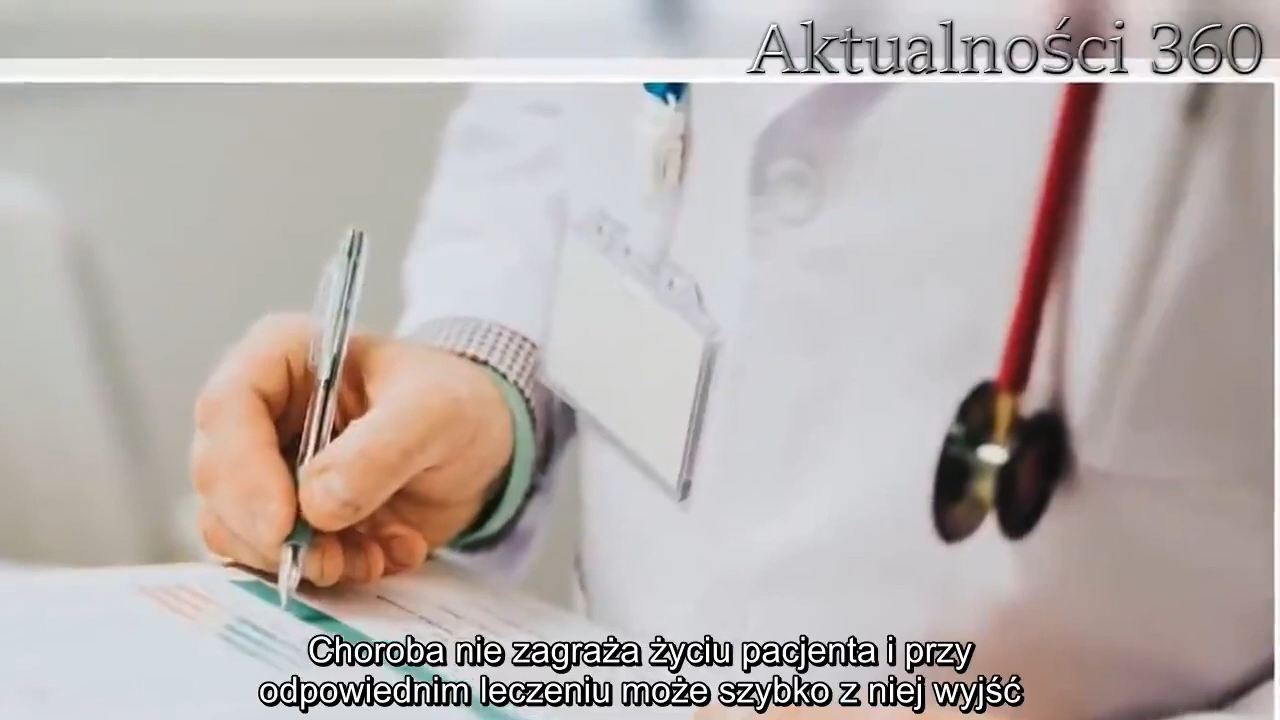 Aktualności 360
Choroba nie zagraża życiu pacjenta i przy
odpowiednim leczeniu może szybko z niej wyjść